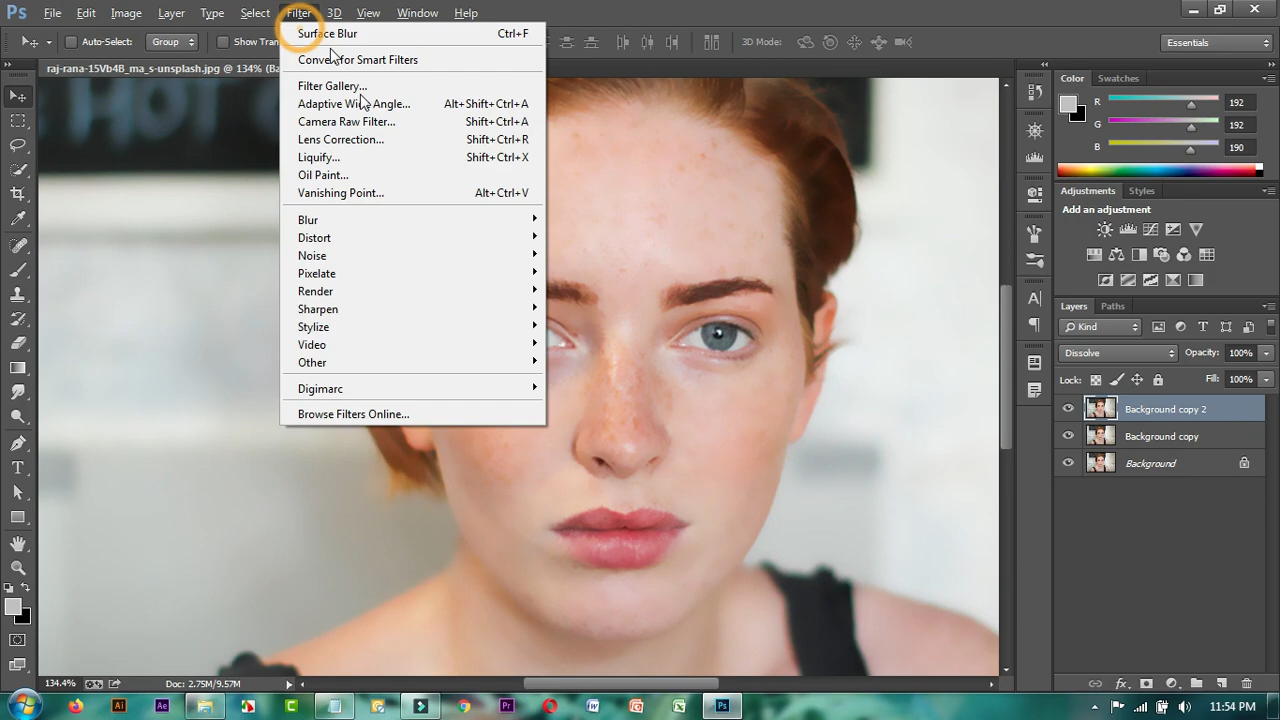 Ps File Edit Image Layer Type Select Filter 3D View Window Help
Auto-Select: Group Show Tran 3D Mode: Essentials
raj-rana-15Vb4B_ma_s-unsplash.jpg @ 134% (Ba
Surface Blur Ctrl+F
Convert for Smart Filters
Filter Gallery...
Adaptive Wide Angle... Alt+Shift+Ctrl+A
Camera Raw Filter... Shift+Ctrl+A
Lens Correction... Shift+Ctrl+R
Liquify... Shift+Ctrl+X
Oil Paint...
Vanishing Point... Alt+Ctrl+V
Blur
Distort
Noise
Pixelate
Render
Sharpen
Stylize
Video
Other
Digimarc
Browse Filters Online...
Color Swatches
R 192
G 192
B 190
Adjustments Styles
Add an adjustment
Layers Paths
Kind
Dissolve Opacity: 100%
Lock: Fill: 100%
Background copy 2
Background copy
Background
134.4% Doc: 2.75M/9.57M
11:54 PM